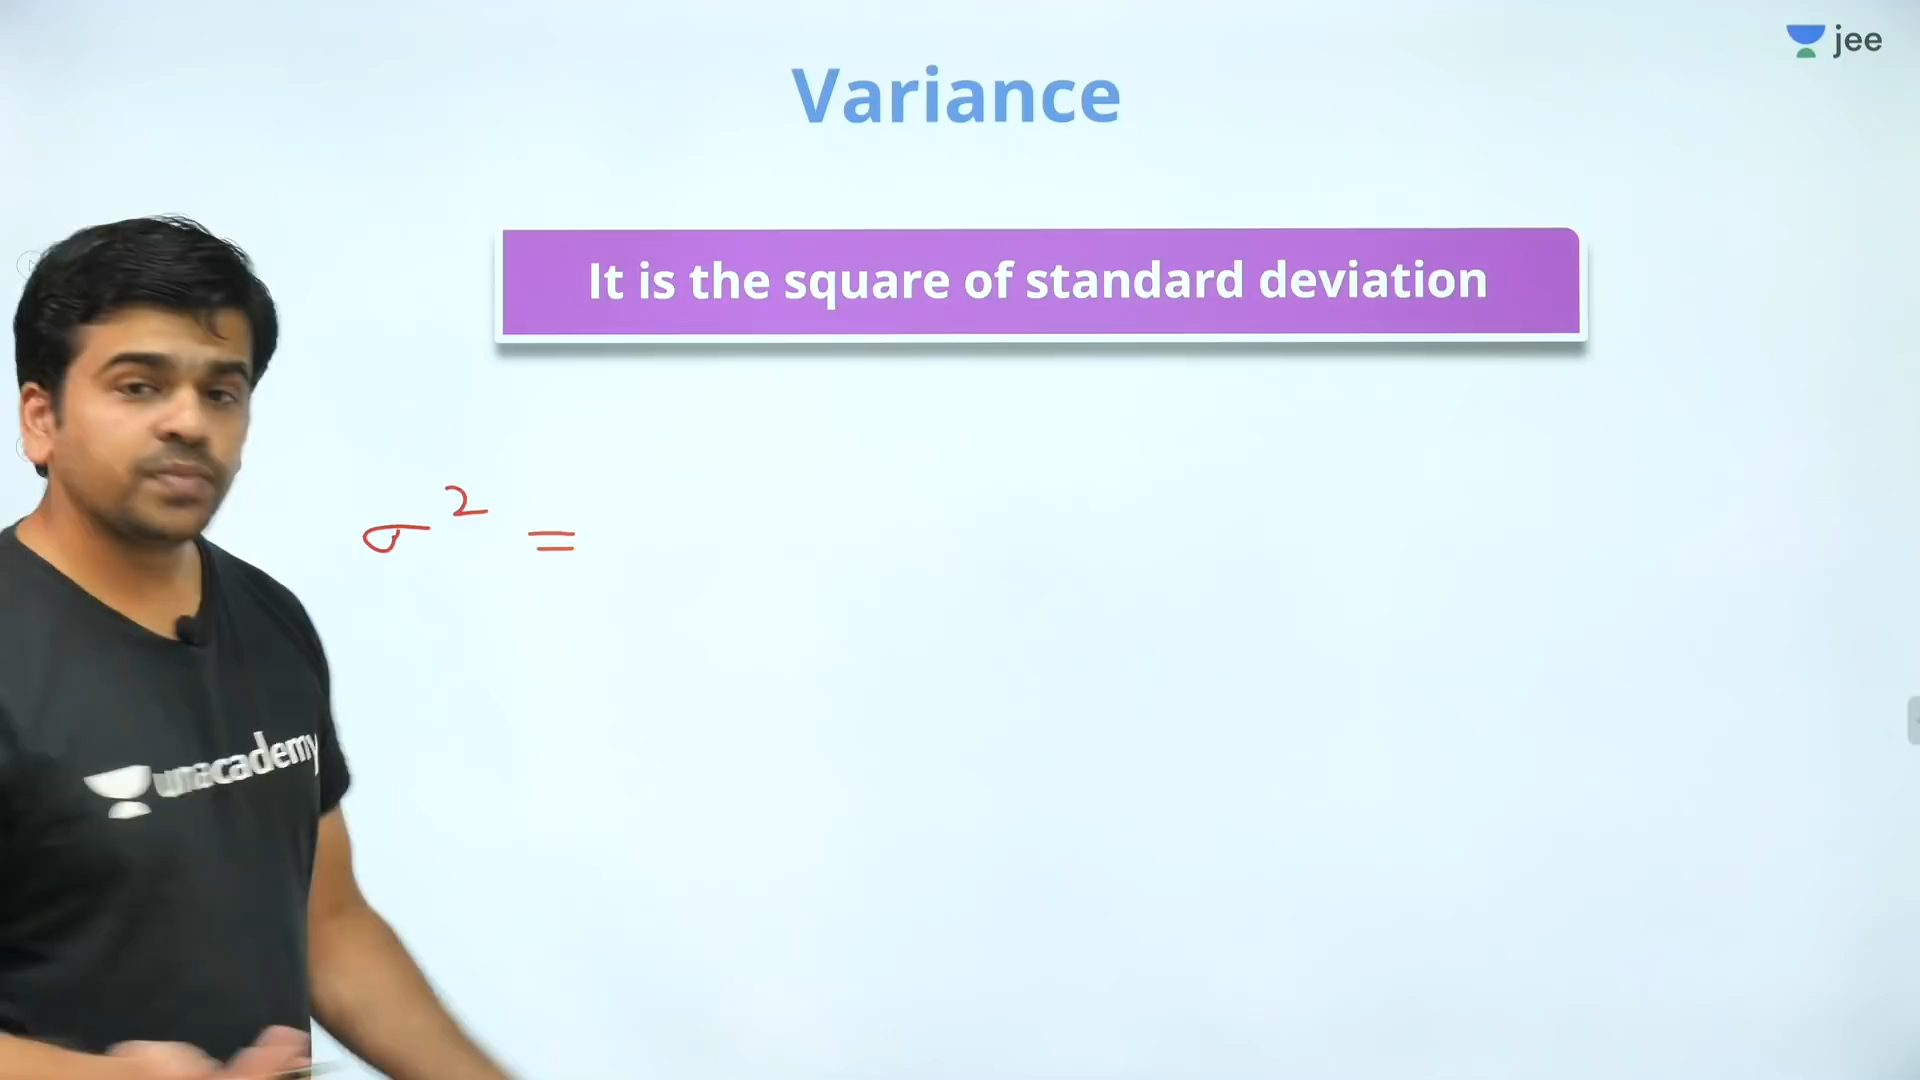 jee
Variance
It is the square of standard deviation
σ² =
unacademy